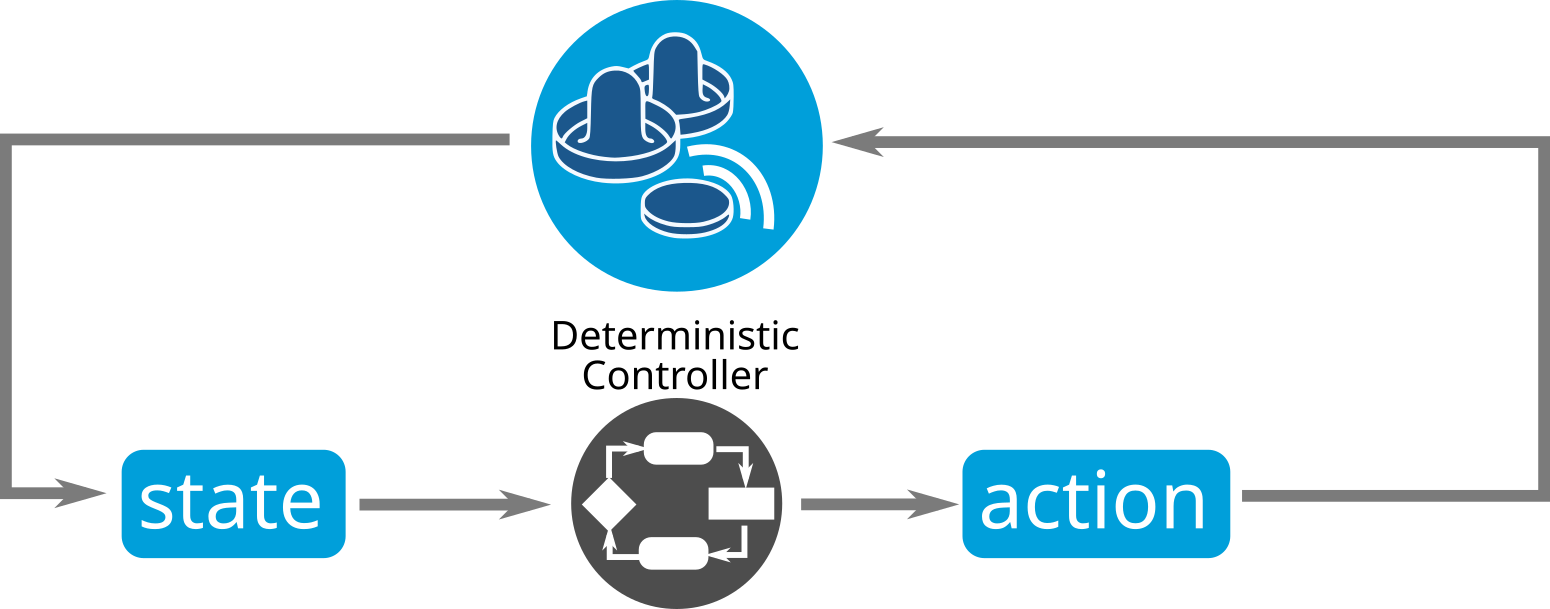 Deterministic
Controller
state
action